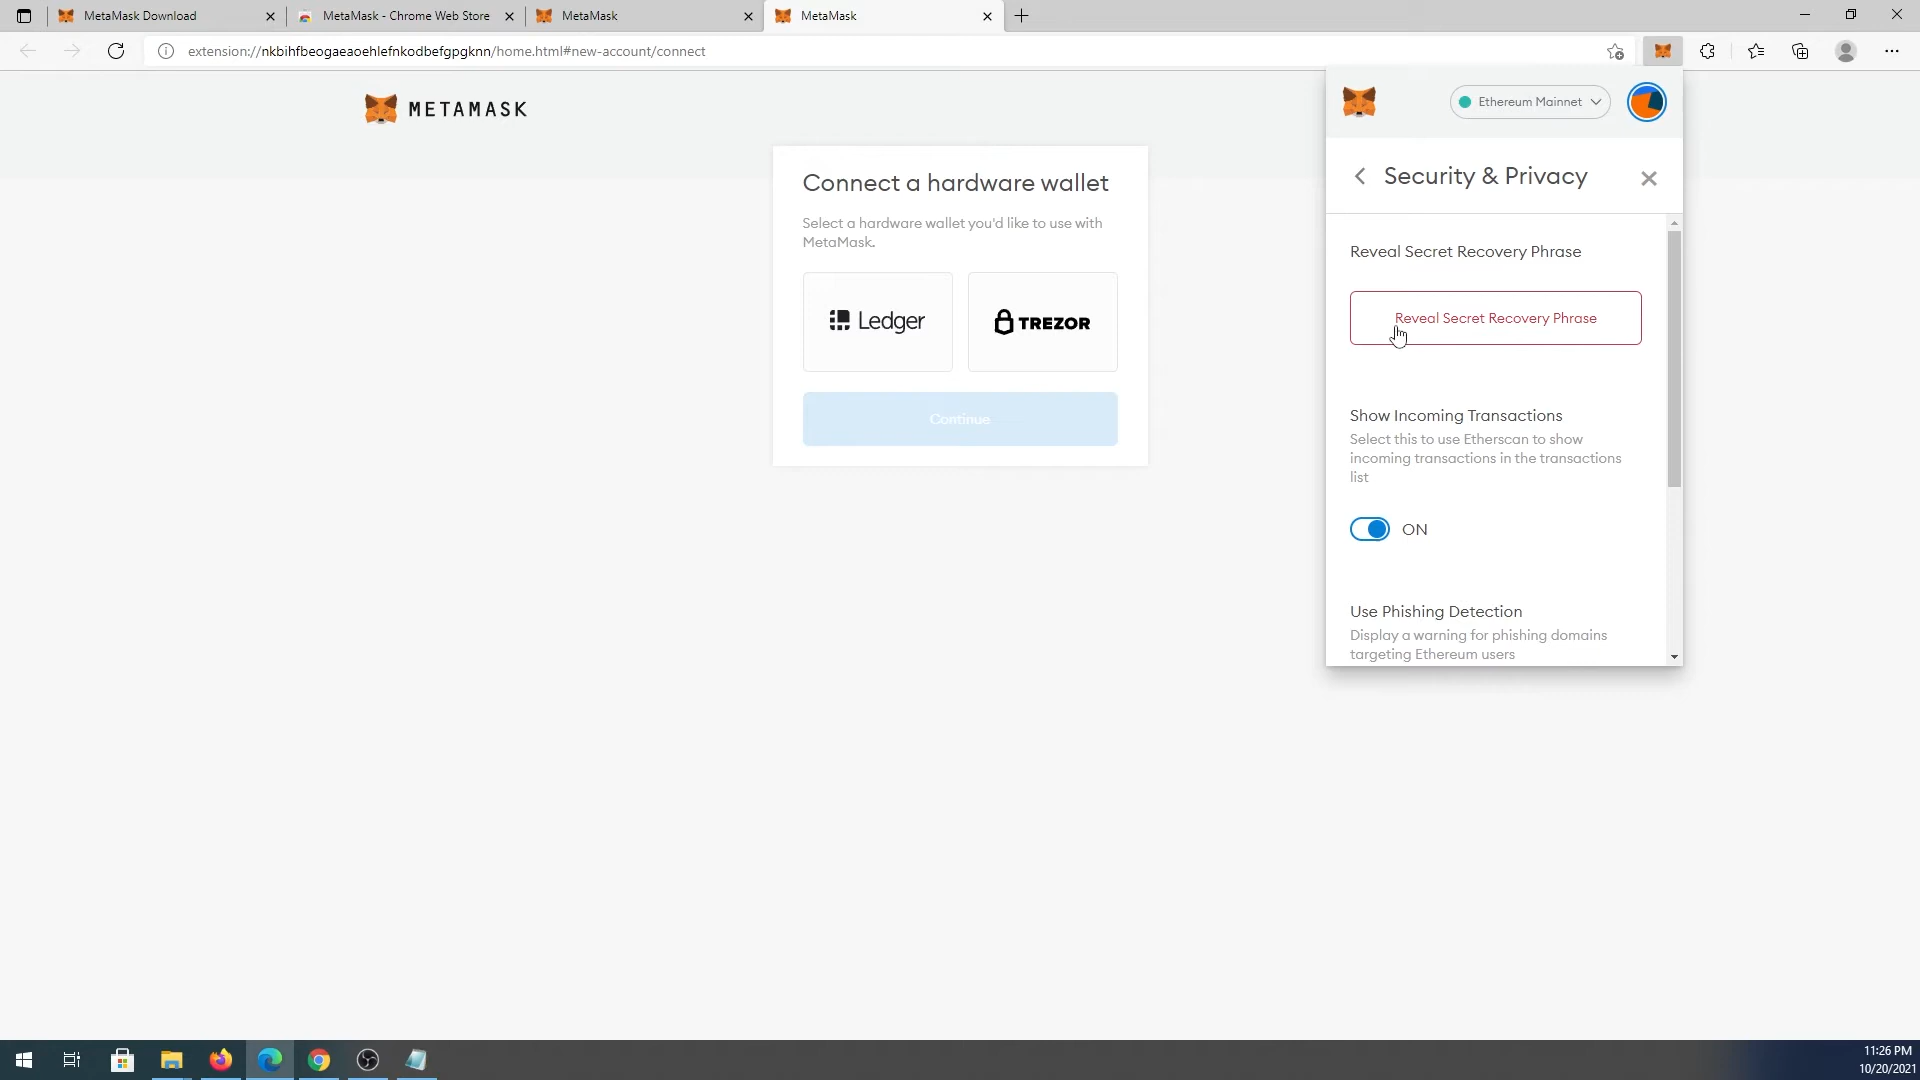 MetaMask Download
MetaMask - Chrome Web Store
MetaMask
MetaMask
extension://nkbihfbeogaeaoehlefnkodbefgpgknn/home.html#new-account/connect
METAMASK
Connect a hardware wallet
Select a hardware wallet you'd like to use with
MetaMask.
Ledger
TREZOR
Continue
Ethereum Mainnet
Security & Privacy
Reveal Secret Recovery Phrase
Reveal Secret Recovery Phrase
Show Incoming Transactions
Select this to use Etherscan to show
incoming transactions in the transactions
list
ON
Use Phishing Detection
Display a warning for phishing domains
targeting Ethereum users
11:26 PM
10/20/2021